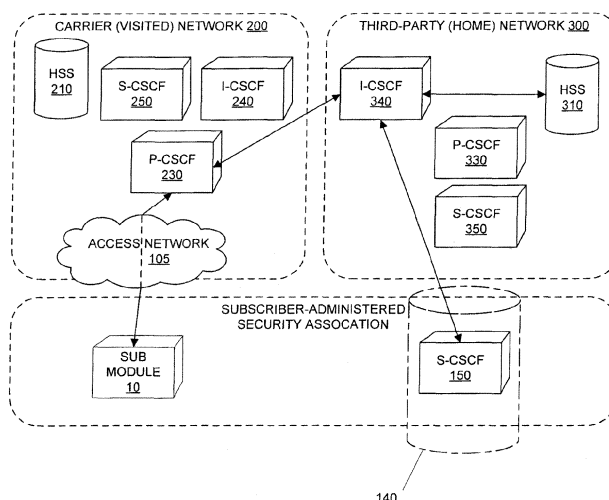 CARRIER (VISITED) NETWORK 200
THIRD-PARTY (HOME) NETWORK 300
HSS
210
S-CSCF
250
I-CSCF
240
I-CSCF
340
HSS
310
P-CSCF
230
P-CSCF
330
S-CSCF
350
ACCESS NETWORK
105
SUBSCRIBER-ADMINISTERED
SECURITY ASSOCATION
SUB
MODULE
10
S-CSCF
150
140